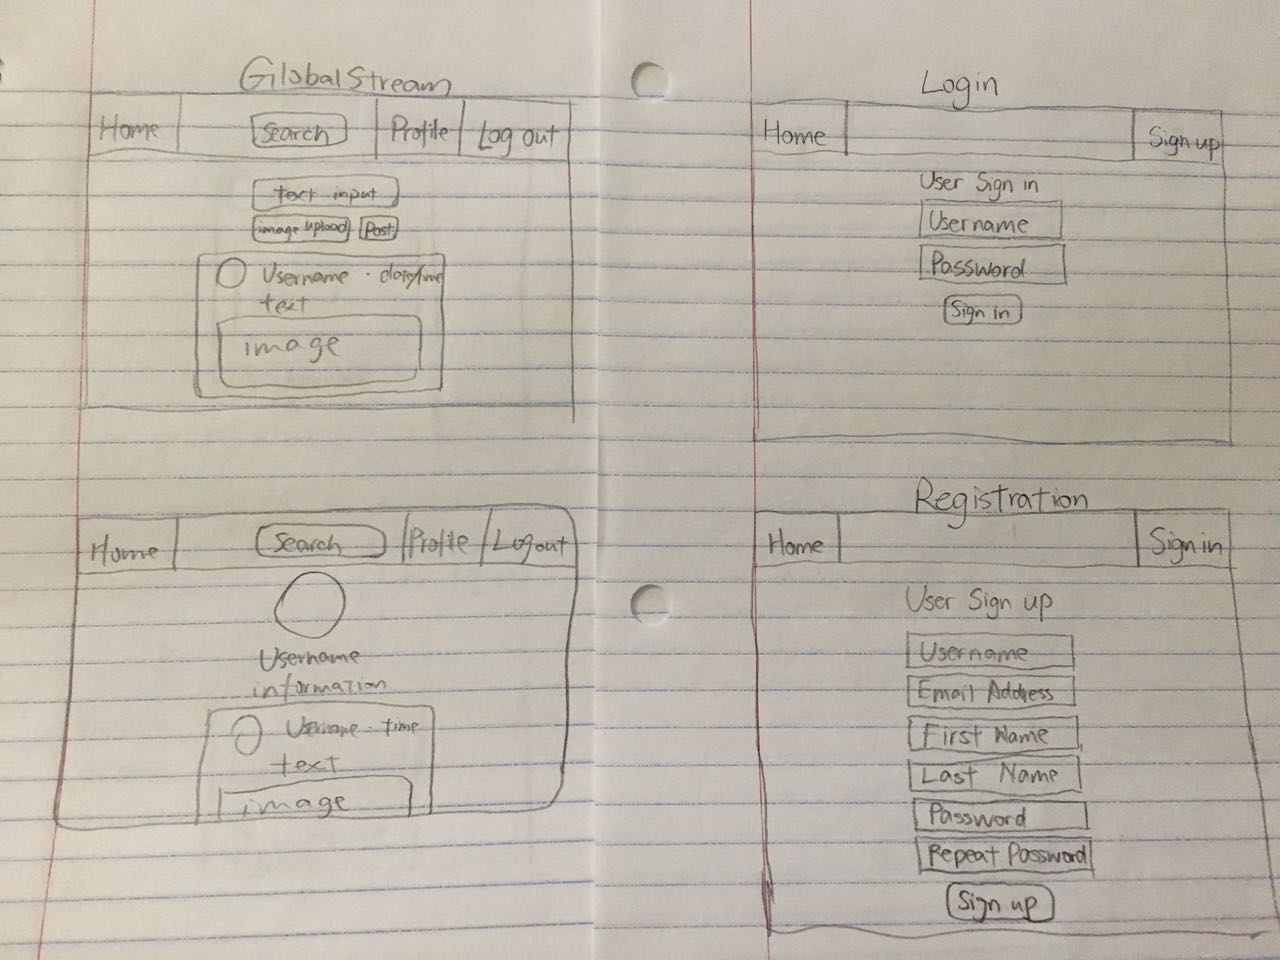 Global Stream
Home Search Profile Log out
text input
image upload Post
Username · date/time
text
image
Login
Home Sign up
User Sign in
Username
Password
Sign in
Home Search Profile Log out
Username
information
Username · time
text
image
Registration
Home Sign in
User Sign up
Username
Email Address
First Name
Last Name
Password
Repeat Password
Sign up